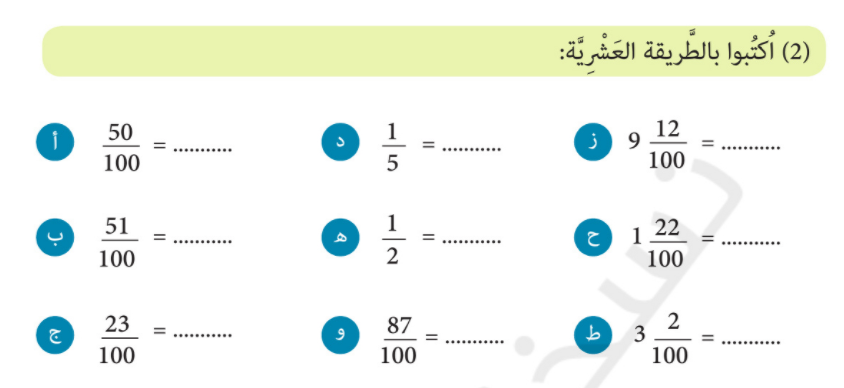 (2) اُكتُبوا بالطَّريقة العَشْرِيَّة:
أ 50/100 = ........... د 1/5 = ........... ز 9 12/100 = ...........
ب 51/100 = ........... ه 1/2 = ........... ح 1 22/100 = ...........
ج 23/100 = ........... و 87/100 = ........... ط 3 2/100 = ...........